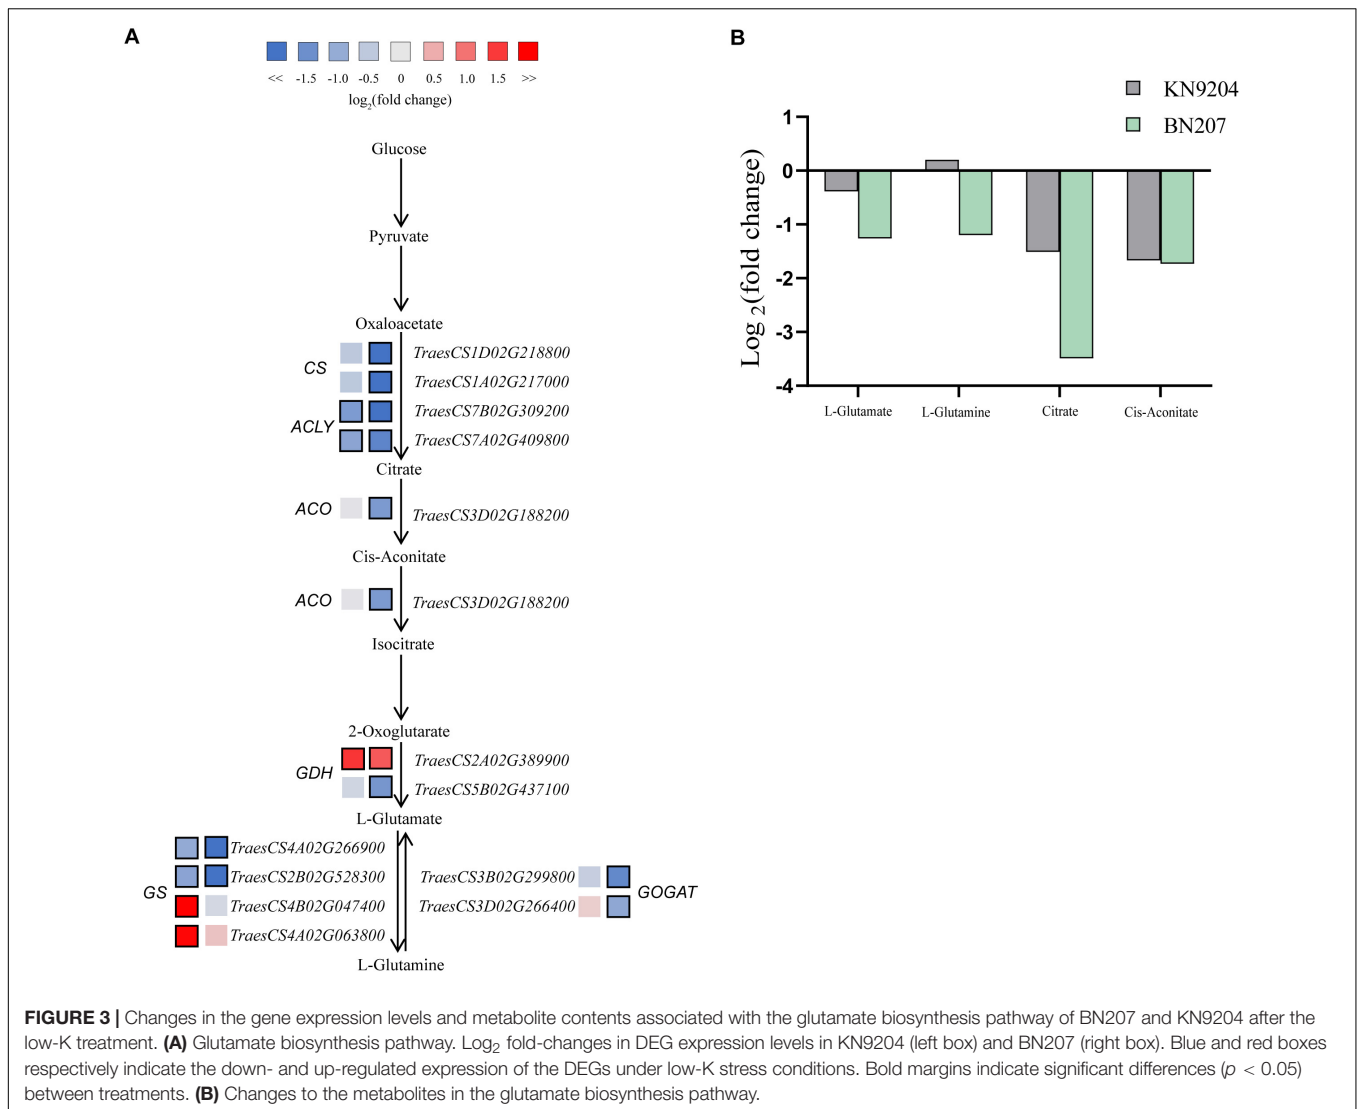 A
<< -1.5 -1.0 -0.5 0 0.5 1.0 1.5 >>
log2(fold change)
Glucose
Pyruvate
Oxaloacetate
CS
TraesCS1D02G218800
TraesCS1A02G217000
ACLY
TraesCS7B02G309200
TraesCS7A02G409800
Citrate
ACO
TraesCS3D02G188200
Cis-Aconitate
ACO
TraesCS3D02G188200
Isocitrate
2-Oxoglutarate
GDH
TraesCS2A02G389900
TraesCS5B02G437100
L-Glutamate
GS
TraesCS4A02G266900
TraesCS2B02G528300
TraesCS4B02G047400
TraesCS4A02G063800
TraesCS3B02G299800
TraesCS3D02G266400
GOGAT
L-Glutamine
B
KN9204
BN207
Log 2(fold change)
1
0
-1
-2
-3
-4
L-Glutamate L-Glutamine Citrate Cis-Aconitate
FIGURE 3 | Changes in the gene expression levels and metabolite contents associated with the glutamate biosynthesis pathway of BN207 and KN9204 after the
low-K treatment. (A) Glutamate biosynthesis pathway. Log2 fold-changes in DEG expression levels in KN9204 (left box) and BN207 (right box). Blue and red boxes
respectively indicate the down- and up-regulated expression of the DEGs under low-K stress conditions. Bold margins indicate significant differences (p < 0.05)
between treatments. (B) Changes to the metabolites in the glutamate biosynthesis pathway.